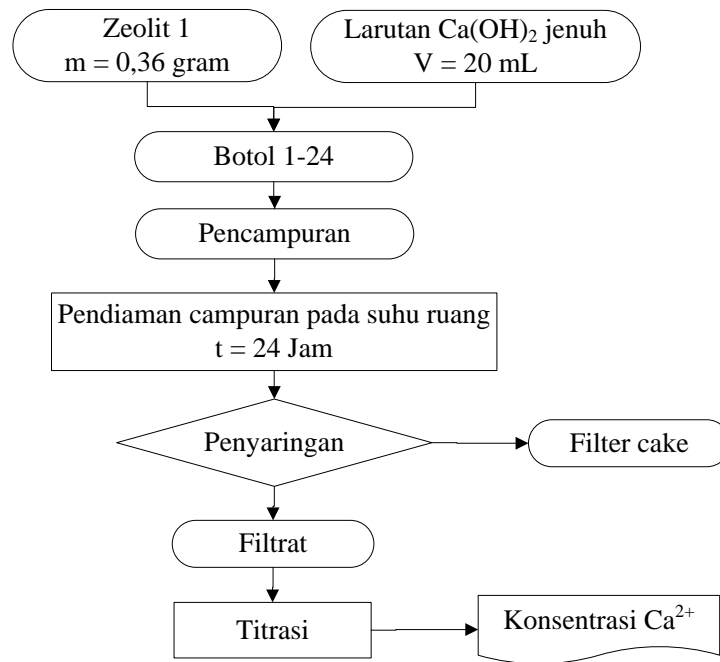 Zeolit 1
m = 0,36 gram
Larutan Ca(OH)₂ jenuh
V = 20 mL
Botol 1-24
Pencampuran
Pendiaman campuran pada suhu ruang
t = 24 Jam
Penyaringan
Filter cake
Filtrat
Titrasi
Konsentrasi Ca²⁺